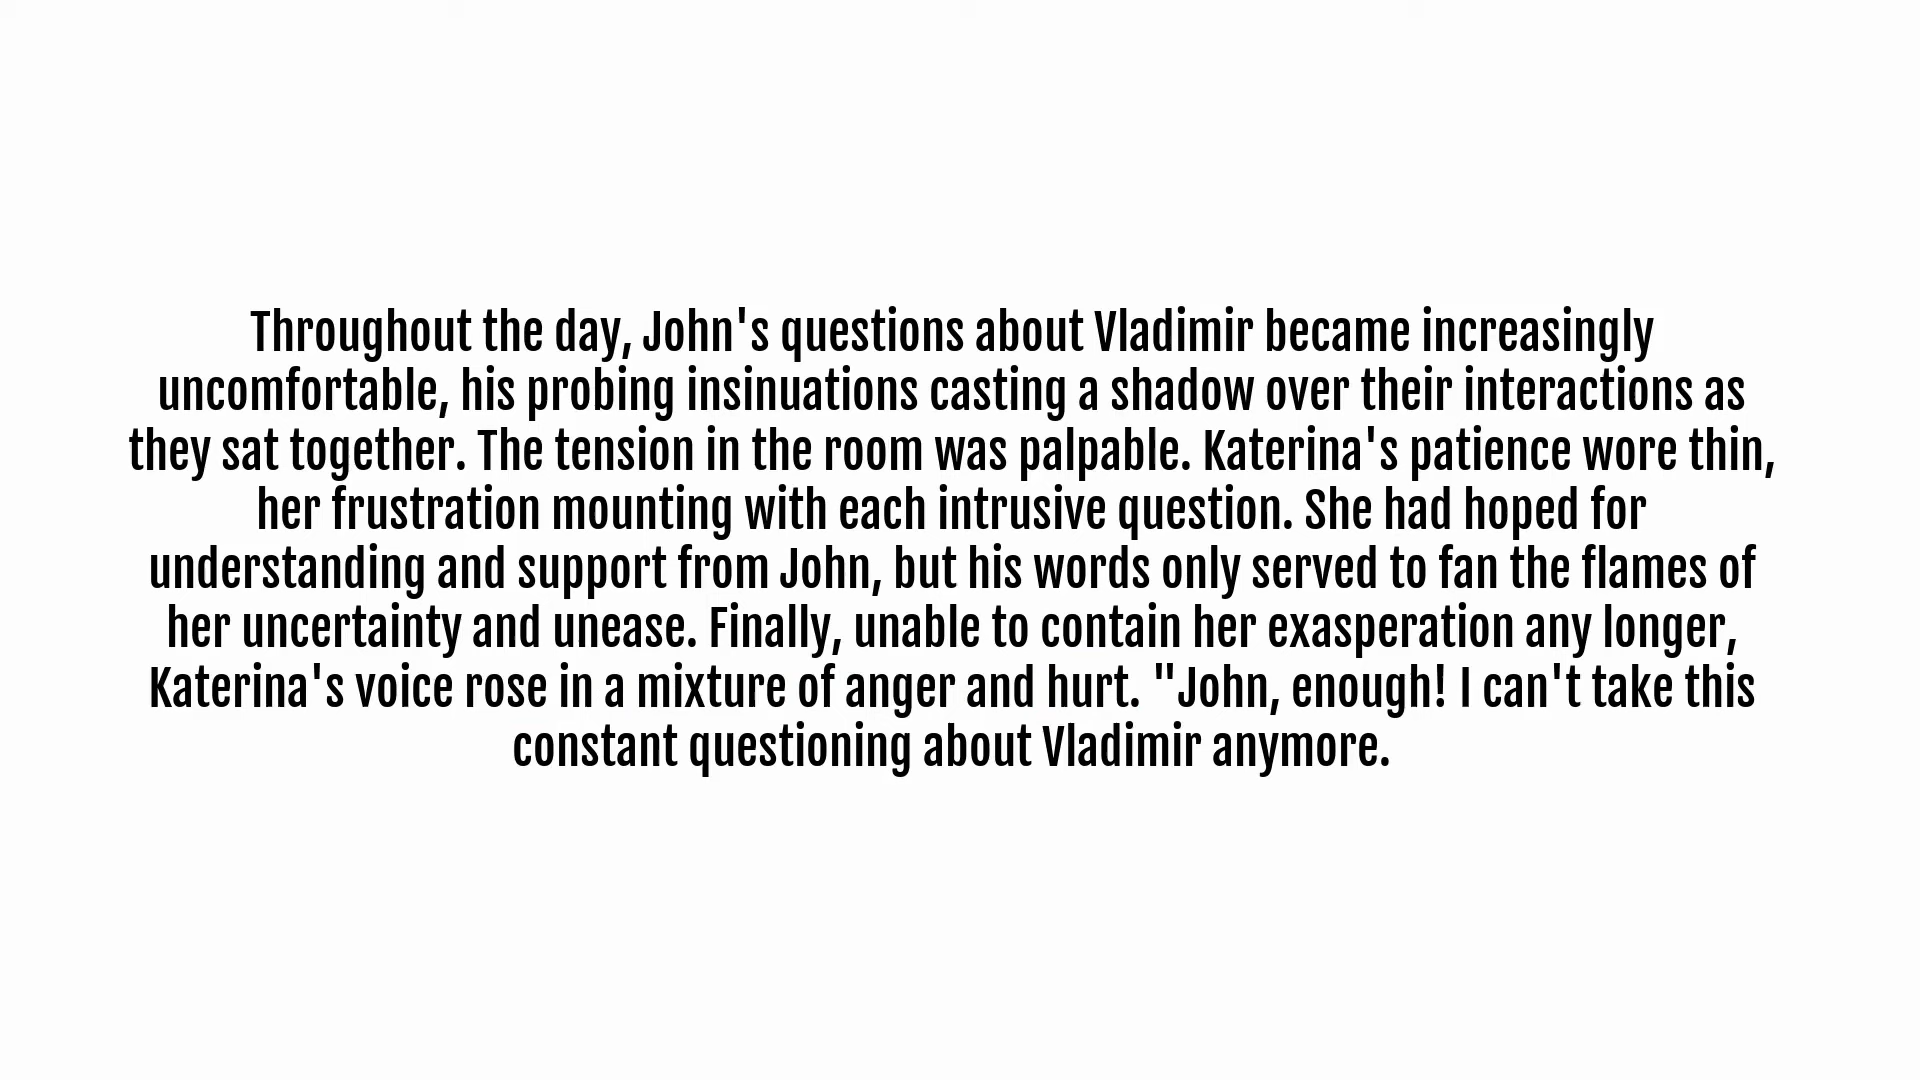 Throughout the day, John's questions about Vladimir became increasingly
uncomfortable, his probing insinuations casting a shadow over their interactions as
they sat together. The tension in the room was palpable. Katerina's patience wore thin,
her frustration mounting with each intrusive question. She had hoped for
understanding and support from John, but his words only served to fan the flames of
her uncertainty and unease. Finally, unable to contain her exasperation any longer,
Katerina's voice rose in a mixture of anger and hurt. "John, enough! I can't take this
constant questioning about Vladimir anymore.